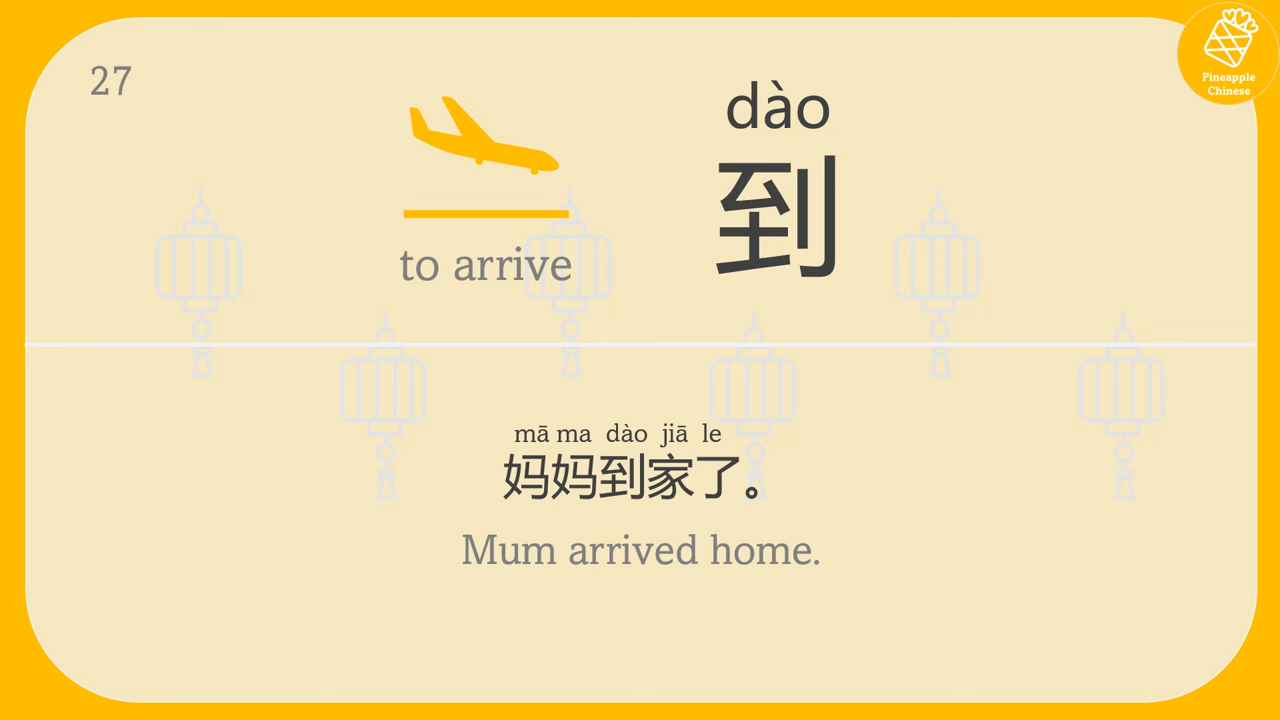 27
Pineapple
Chinese
dào
到
to arrive
mā ma dào jiā le
妈妈到家了。
Mum arrived home.